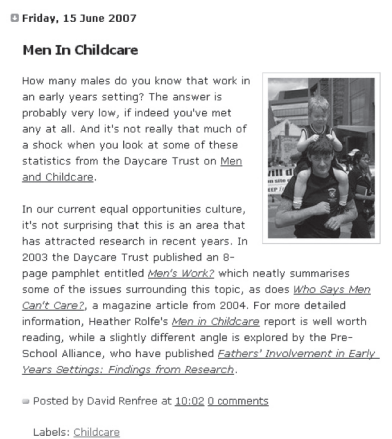 Friday, 15 June 2007
Men In Childcare
How many males do you know that work in
an early years setting? The answer is
probably very low, if indeed you've met
any at all. And it's not really that much of
a shock when you look at some of these
statistics from the Daycare Trust on Men
and Childcare.
In our current equal opportunities culture,
it's not surprising that this is an area that
has attracted research in recent years. In
2003 the Daycare Trust published an 8-
page pamphlet entitled Men's Work? which neatly summarises
some of the issues surrounding this topic, as does Who Says Men
Can't Care?, a magazine article from 2004. For more detailed
information, Heather Rolfe's Men in Childcare report is well worth
reading, while a slightly different angle is explored by the Pre-
School Alliance, who have published Fathers' Involvement in Early
Years Settings: Findings from Research.
Posted by David Renfree at 10:02 0 comments
Labels: Childcare